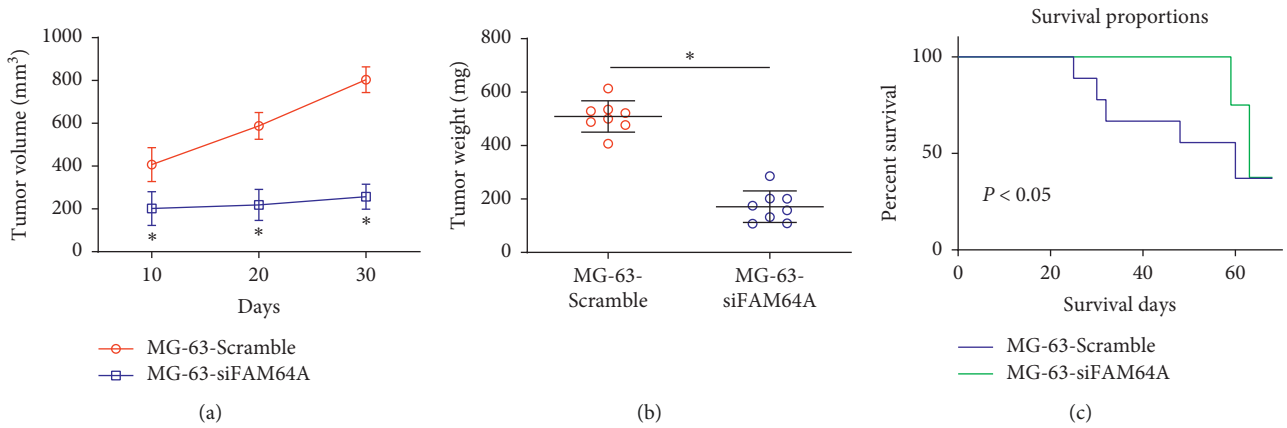 Tumor volume (mm³)
1000
800
600
400
200
0
*
*
*
10
20
30
Days
MG-63-Scramble
MG-63-siFAM64A
(a)
Tumor weight (mg)
800
600
400
200
0
*
MG-63-
Scramble
MG-63-
siFAM64A
(b)
Survival proportions
Percent survival
100
50
0
P < 0.05
0
20
40
60
Survival days
MG-63-Scramble
MG-63-siFAM64A
(c)